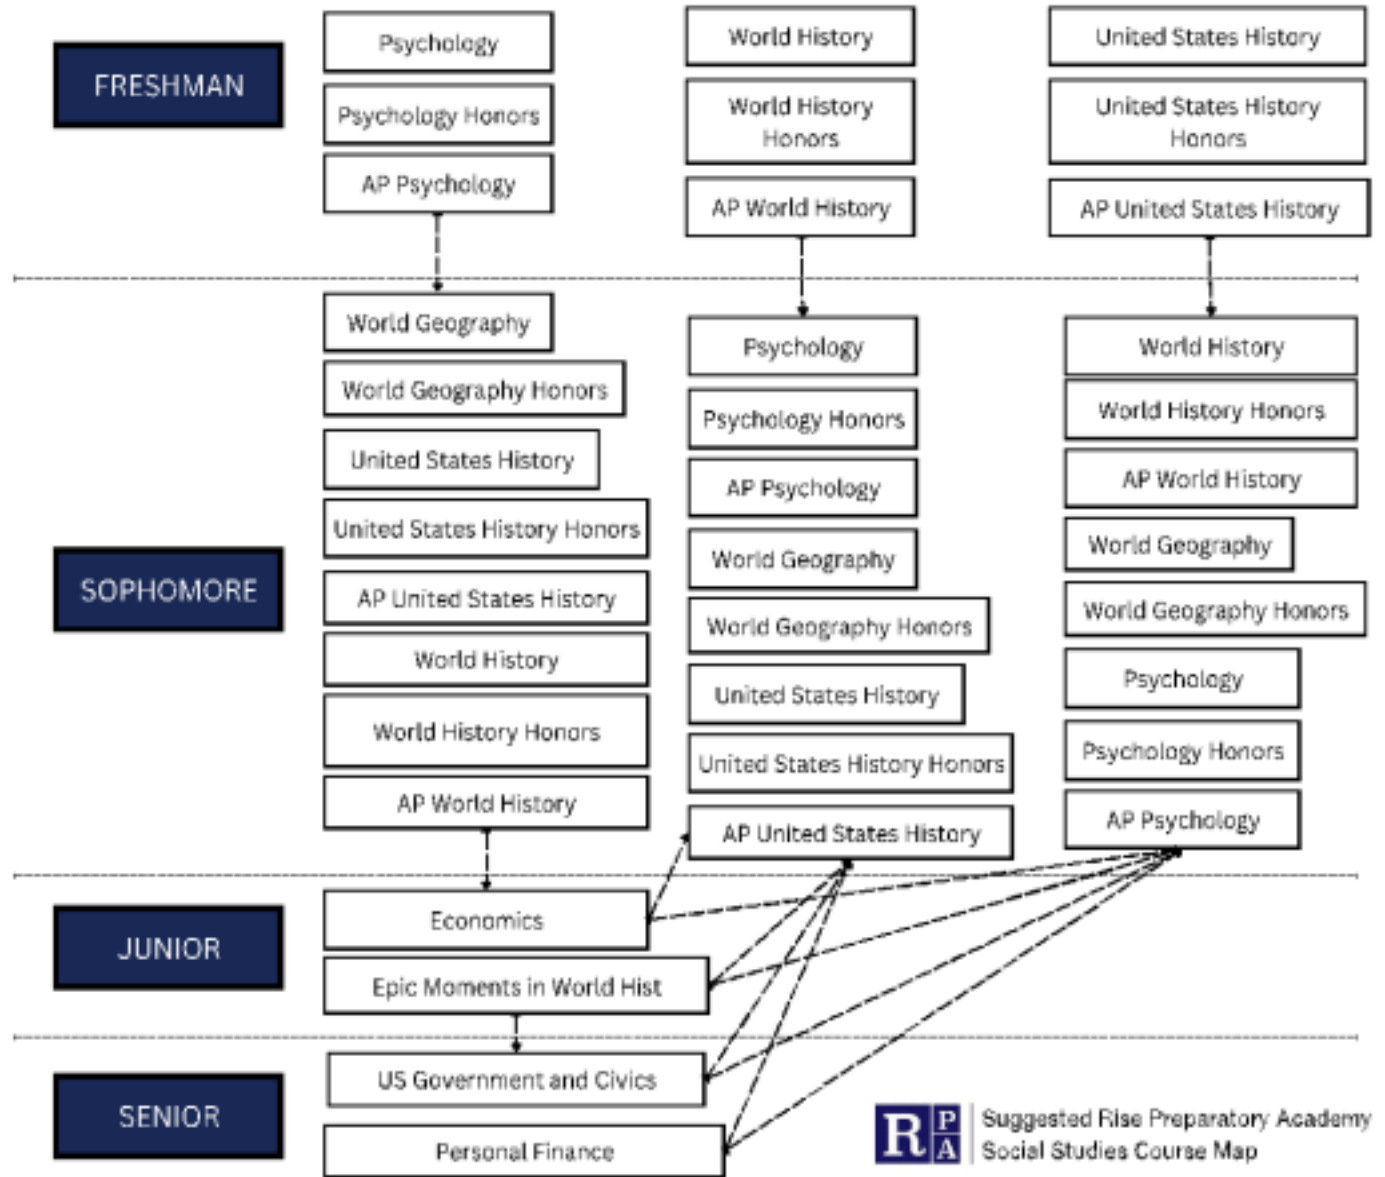 FRESHMAN
Psychology
Psychology Honors
AP Psychology
World History
World History
Honors
AP World History
United States History
United States History
Honors
AP United States History
SOPHOMORE
World Geography
World Geography Honors
United States History
United States History Honors
AP United States History
World History
World History Honors
AP World History
Psychology
Psychology Honors
AP Psychology
World Geography
World Geography Honors
United States History
United States History Honors
AP United States History
World History
World History Honors
AP World History
World Geography
World Geography Honors
Psychology
Psychology Honors
AP Psychology
JUNIOR
Economics
Epic Moments in World Hist
SENIOR
US Government and Civics
Personal Finance
R P A
Suggested Rise Preparatory Academy
Social Studies Course Map